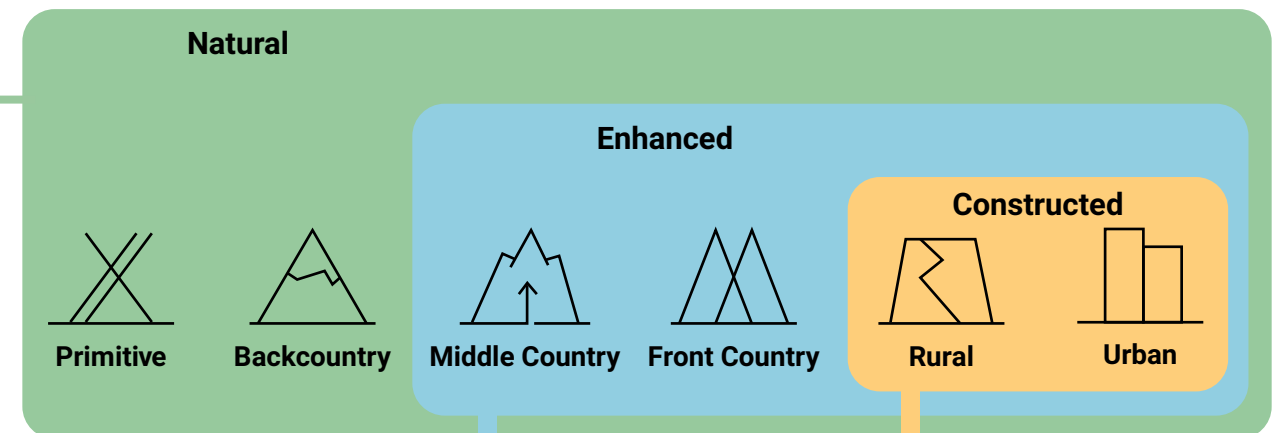 Natural
Enhanced
Constructed
Primitive
Backcountry
Middle Country
Front Country
Rural
Urban